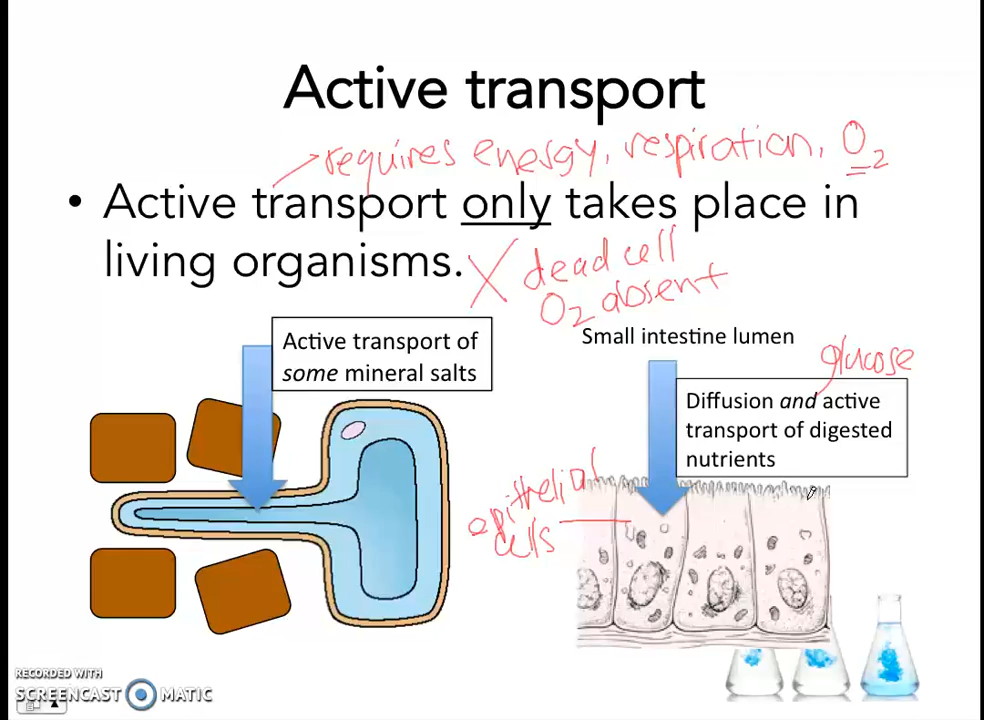 Active transport
requires energy, respiration, O2
• Active transport only takes place in
living organisms.
X dead cell
O2 absent
Active transport of
some mineral salts
Small intestine lumen
glucose
Diffusion and active
transport of digested
nutrients
epithelial
cells
RECORDED WITH
SCREENCAST MATIC